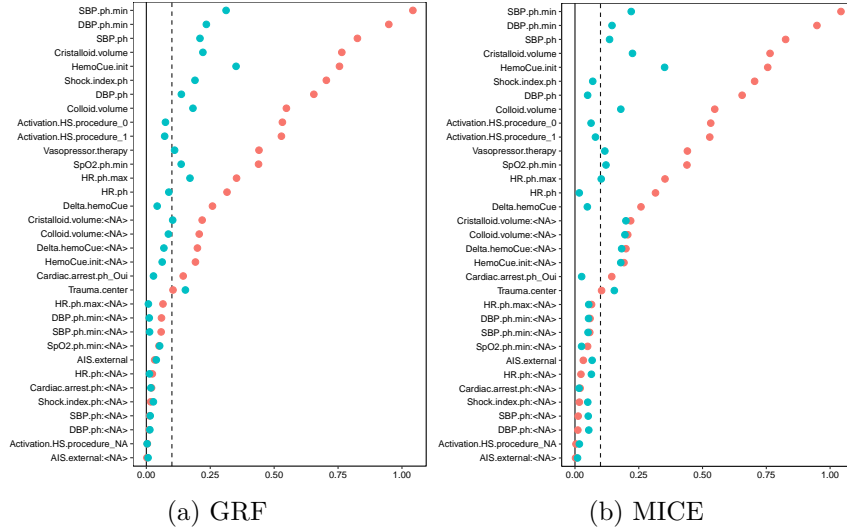 SBP.ph.min
DBP.ph.min
SBP.ph
Cristalloid.volume
HemoCue.init
Shock.index.ph
DBP.ph
Colloid.volume
Activation.HS.procedure_0
Activation.HS.procedure_1
Vasopressor.therapy
SpO2.ph.min
HR.ph.max
HR.ph
Delta.hemoCue
Cristalloid.volume:<NA>
Colloid.volume:<NA>
Delta.hemoCue:<NA>
HemoCue.init:<NA>
Cardiac.arrest.ph_Oui
Trauma.center
HR.ph.max:<NA>
DBP.ph.min:<NA>
SBP.ph.min:<NA>
SpO2.ph.min:<NA>
AIS.external
HR.ph:<NA>
Cardiac.arrest.ph:<NA>
Shock.index.ph:<NA>
SBP.ph:<NA>
DBP.ph:<NA>
Activation.HS.procedure_NA
AIS.external:<NA>
0.00 0.25 0.50 0.75 1.00
(a) GRF
SBP.ph.min
DBP.ph.min
SBP.ph
Cristalloid.volume
HemoCue.init
Shock.index.ph
DBP.ph
Colloid.volume
Activation.HS.procedure_0
Activation.HS.procedure_1
Vasopressor.therapy
SpO2.ph.min
HR.ph.max
HR.ph
Delta.hemoCue
Cristalloid.volume:<NA>
Colloid.volume:<NA>
Delta.hemoCue:<NA>
HemoCue.init:<NA>
Cardiac.arrest.ph_Oui
Trauma.center
HR.ph.max:<NA>
DBP.ph.min:<NA>
SBP.ph.min:<NA>
SpO2.ph.min:<NA>
AIS.external
HR.ph:<NA>
Cardiac.arrest.ph:<NA>
Shock.index.ph:<NA>
SBP.ph:<NA>
DBP.ph:<NA>
Activation.HS.procedure_NA
AIS.external:<NA>
0.00 0.25 0.50 0.75 1.00
(b) MICE